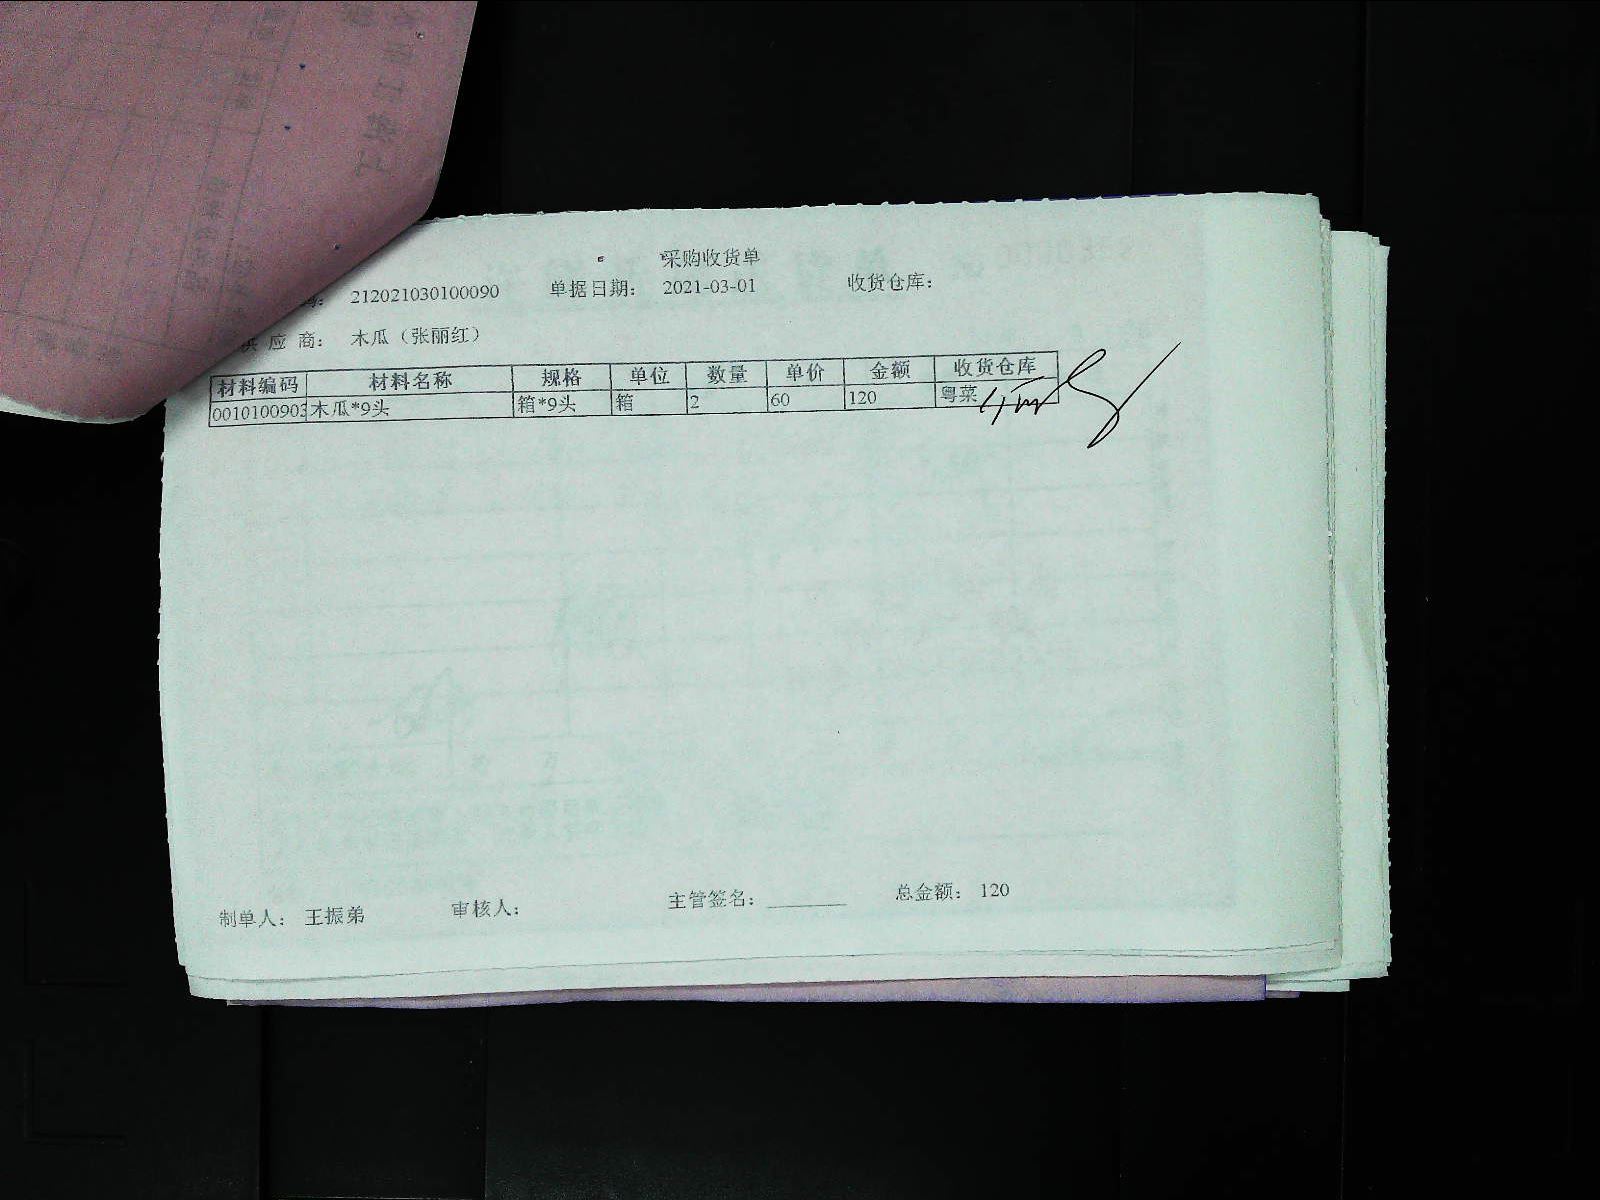 采购收货单
212021030100090 单据日期: 2021-03-01 收货仓库:
供 应 商: 木瓜（张丽红）
材料编码 材料名称 规格 单位 数量 单价 金额 收货仓库
0010100903 木瓜*9头 箱*9头 箱 2 60 120 粤菜
制单人: 王振弟 审核人: 主管签名: ________ 总金额: 120